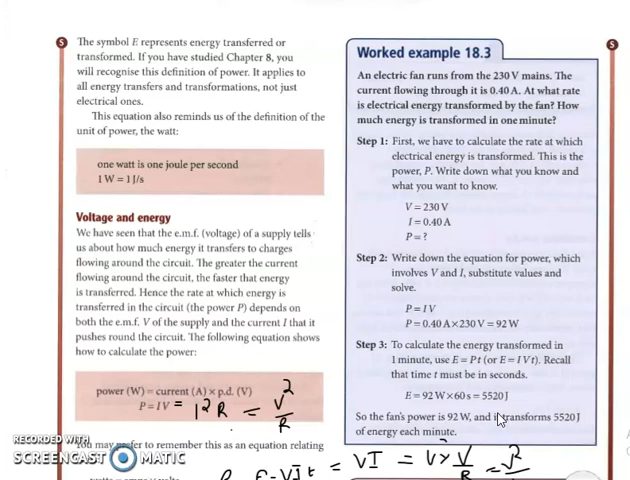 S
The symbol E represents energy transferred or
transformed. If you have studied Chapter 8, you
will recognise this definition of power. It applies to
all energy transfers and transformations, not just
electrical ones.
This equation also reminds us of the definition of the
unit of power, the watt:
one watt is one joule per second
1 W = 1 J/s
Voltage and energy
We have seen that the e.m.f. (voltage) of a supply tells
us about how much energy it transfers to charges
flowing around the circuit. The greater the current
flowing around the circuit, the faster that energy
is transferred. Hence the rate at which energy is
transferred in the circuit (the power P) depends on
both the e.m.f. V of the supply and the current I that it
pushes round the circuit. The following equation shows
how to calculate the power:
power (W) = current (A) × p.d. (V)
P = IV = I²R = V²/R
You may prefer to remember this as an equation relating
RECORDED WITH
SCREENCAST MATIC
S
Worked example 18.3
An electric fan runs from the 230 V mains. The
current flowing through it is 0.40 A. At what rate
is electrical energy transformed by the fan? How
much energy is transformed in one minute?
Step 1: First, we have to calculate the rate at which
electrical energy is transformed. This is the
power, P. Write down what you know and
what you want to know.
V = 230 V
I = 0.40 A
P = ?
Step 2: Write down the equation for power, which
involves V and I, substitute values and
solve.
P = IV
P = 0.40 A × 230 V = 92 W
Step 3: To calculate the energy transformed in
1 minute, use E = Pt (or E = IVt). Recall
that time t must be in seconds.
E = 92 W × 60 s = 5520 J
So the fan's power is 92 W, and it transforms 5520 J
of energy each minute.
= VI = V × V/R =